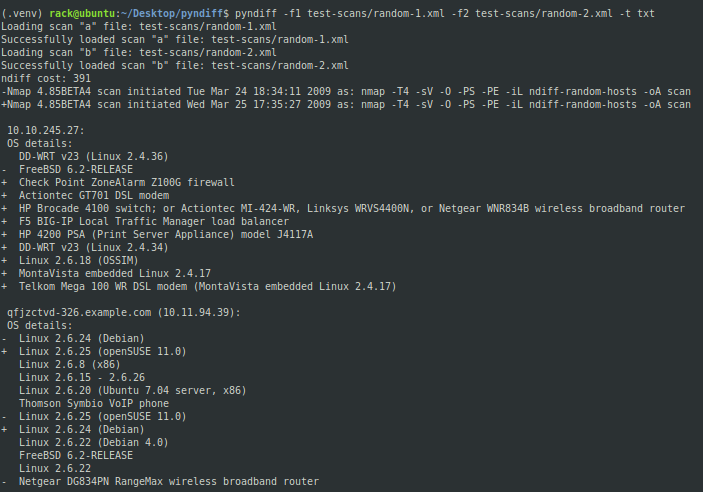 (.venv) rack@ubuntu:~/Desktop/pyndiff$ pyndiff -f1 test-scans/random-1.xml -f2 test-scans/random-2.xml -t txt
Loading scan "a" file: test-scans/random-1.xml
Successfully loaded scan "a" file: test-scans/random-1.xml
Loading scan "b" file: test-scans/random-2.xml
Successfully loaded scan "b" file: test-scans/random-2.xml
ndiff cost: 391
-Nmap 4.85BETA4 scan initiated Tue Mar 24 18:34:11 2009 as: nmap -T4 -sV -O -PS -PE -iL ndiff-random-hosts -oA scan
+Nmap 4.85BETA4 scan initiated Wed Mar 25 17:35:27 2009 as: nmap -T4 -sV -O -PS -PE -iL ndiff-random-hosts -oA scan

 10.10.245.27:
 OS details:
   DD-WRT v23 (Linux 2.4.36)
-  FreeBSD 6.2-RELEASE
+  Check Point ZoneAlarm Z100G firewall
+  Actiontec GT701 DSL modem
+  HP Brocade 4100 switch; or Actiontec MI-424-WR, Linksys WRVS4400N, or Netgear WNR834B wireless broadband router
+  F5 BIG-IP Local Traffic Manager load balancer
+  HP 4200 PSA (Print Server Appliance) model J4117A
+  DD-WRT v23 (Linux 2.4.34)
+  Linux 2.6.18 (OSSIM)
+  MontaVista embedded Linux 2.4.17
+  Telkom Mega 100 WR DSL modem (MontaVista embedded Linux 2.4.17)

 qfjzctvd-326.example.com (10.11.94.39):
 OS details:
-  Linux 2.6.24 (Debian)
+  Linux 2.6.25 (openSUSE 11.0)
   Linux 2.6.8 (x86)
   Linux 2.6.15 - 2.6.26
   Linux 2.6.20 (Ubuntu 7.04 server, x86)
   Thomson Symbio VoIP phone
-  Linux 2.6.25 (openSUSE 11.0)
+  Linux 2.6.24 (Debian)
   Linux 2.6.22 (Debian 4.0)
   FreeBSD 6.2-RELEASE
   Linux 2.6.22
-  Netgear DG834PN RangeMax wireless broadband router